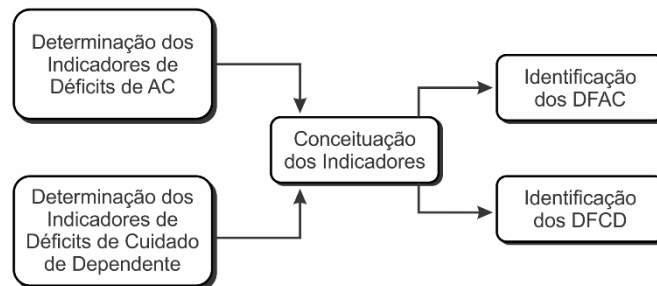 Determinação dos
Indicadores de
Déficits de AC
Determinação dos
Indicadores de
Déficits de Cuidado
de Dependente
Conceituação
dos Indicadores
Identificação
dos DFAC
Identificação
dos DFCD